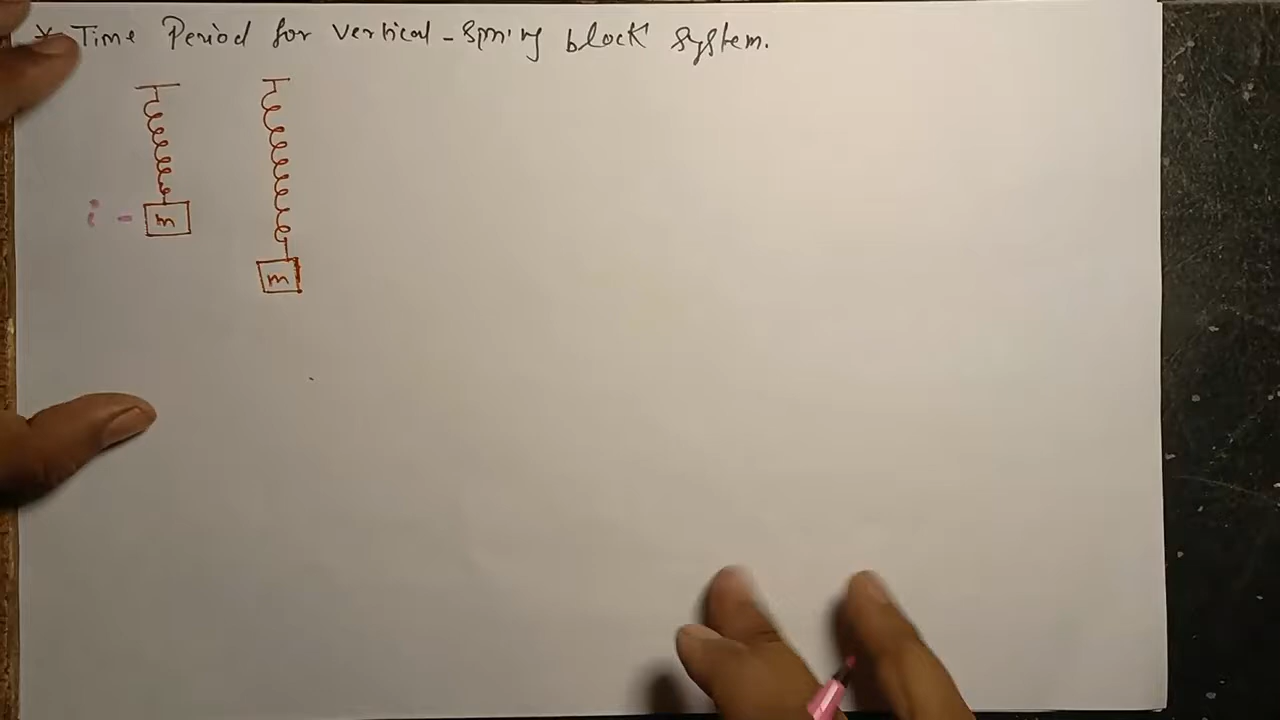 * Time Period for vertical - spring block system.
i -
m
m